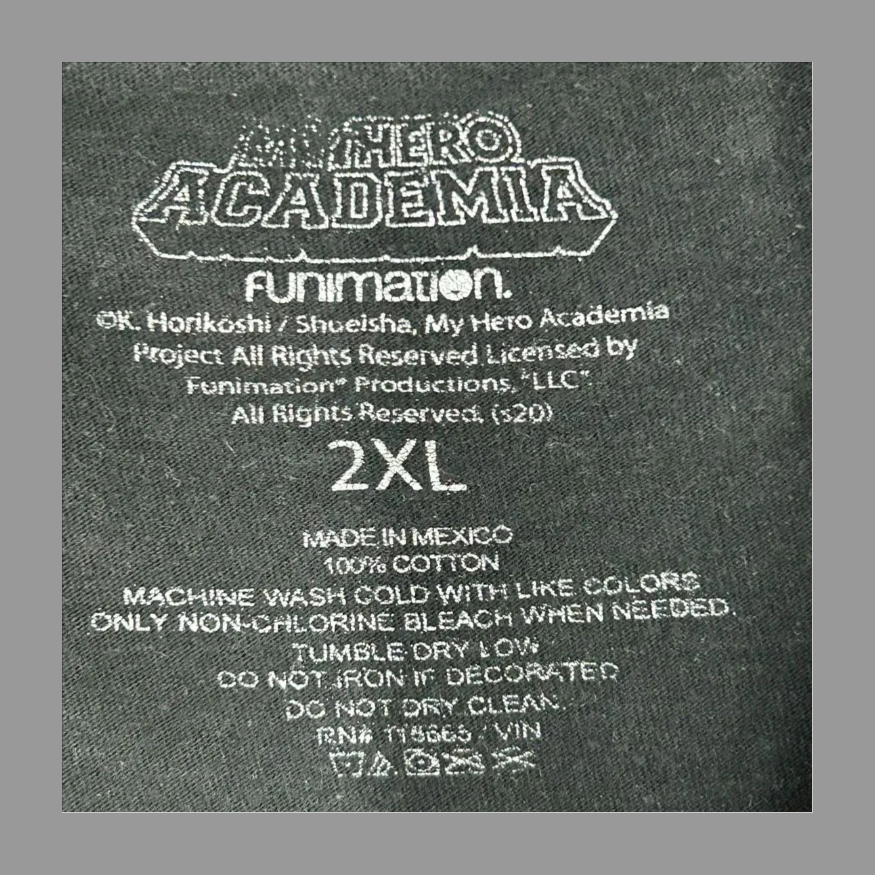 MY HERO
ACADEMIA
FUNimation.
©K. Horikoshi / Shueisha, My Hero Academia
Project All Rights Reserved Licensed by
Funimation® Productions, "LLC".
All Rights Reserved. (s20)
2XL
MADE IN MEXICO
100% COTTON
MACHINE WASH COLD WITH LIKE COLORS
ONLY NON-CHLORINE BLEACH WHEN NEEDED.
TUMBLE DRY LOW
DO NOT IRON IF DECORATED
DO NOT DRY CLEAN.
RN# VIN